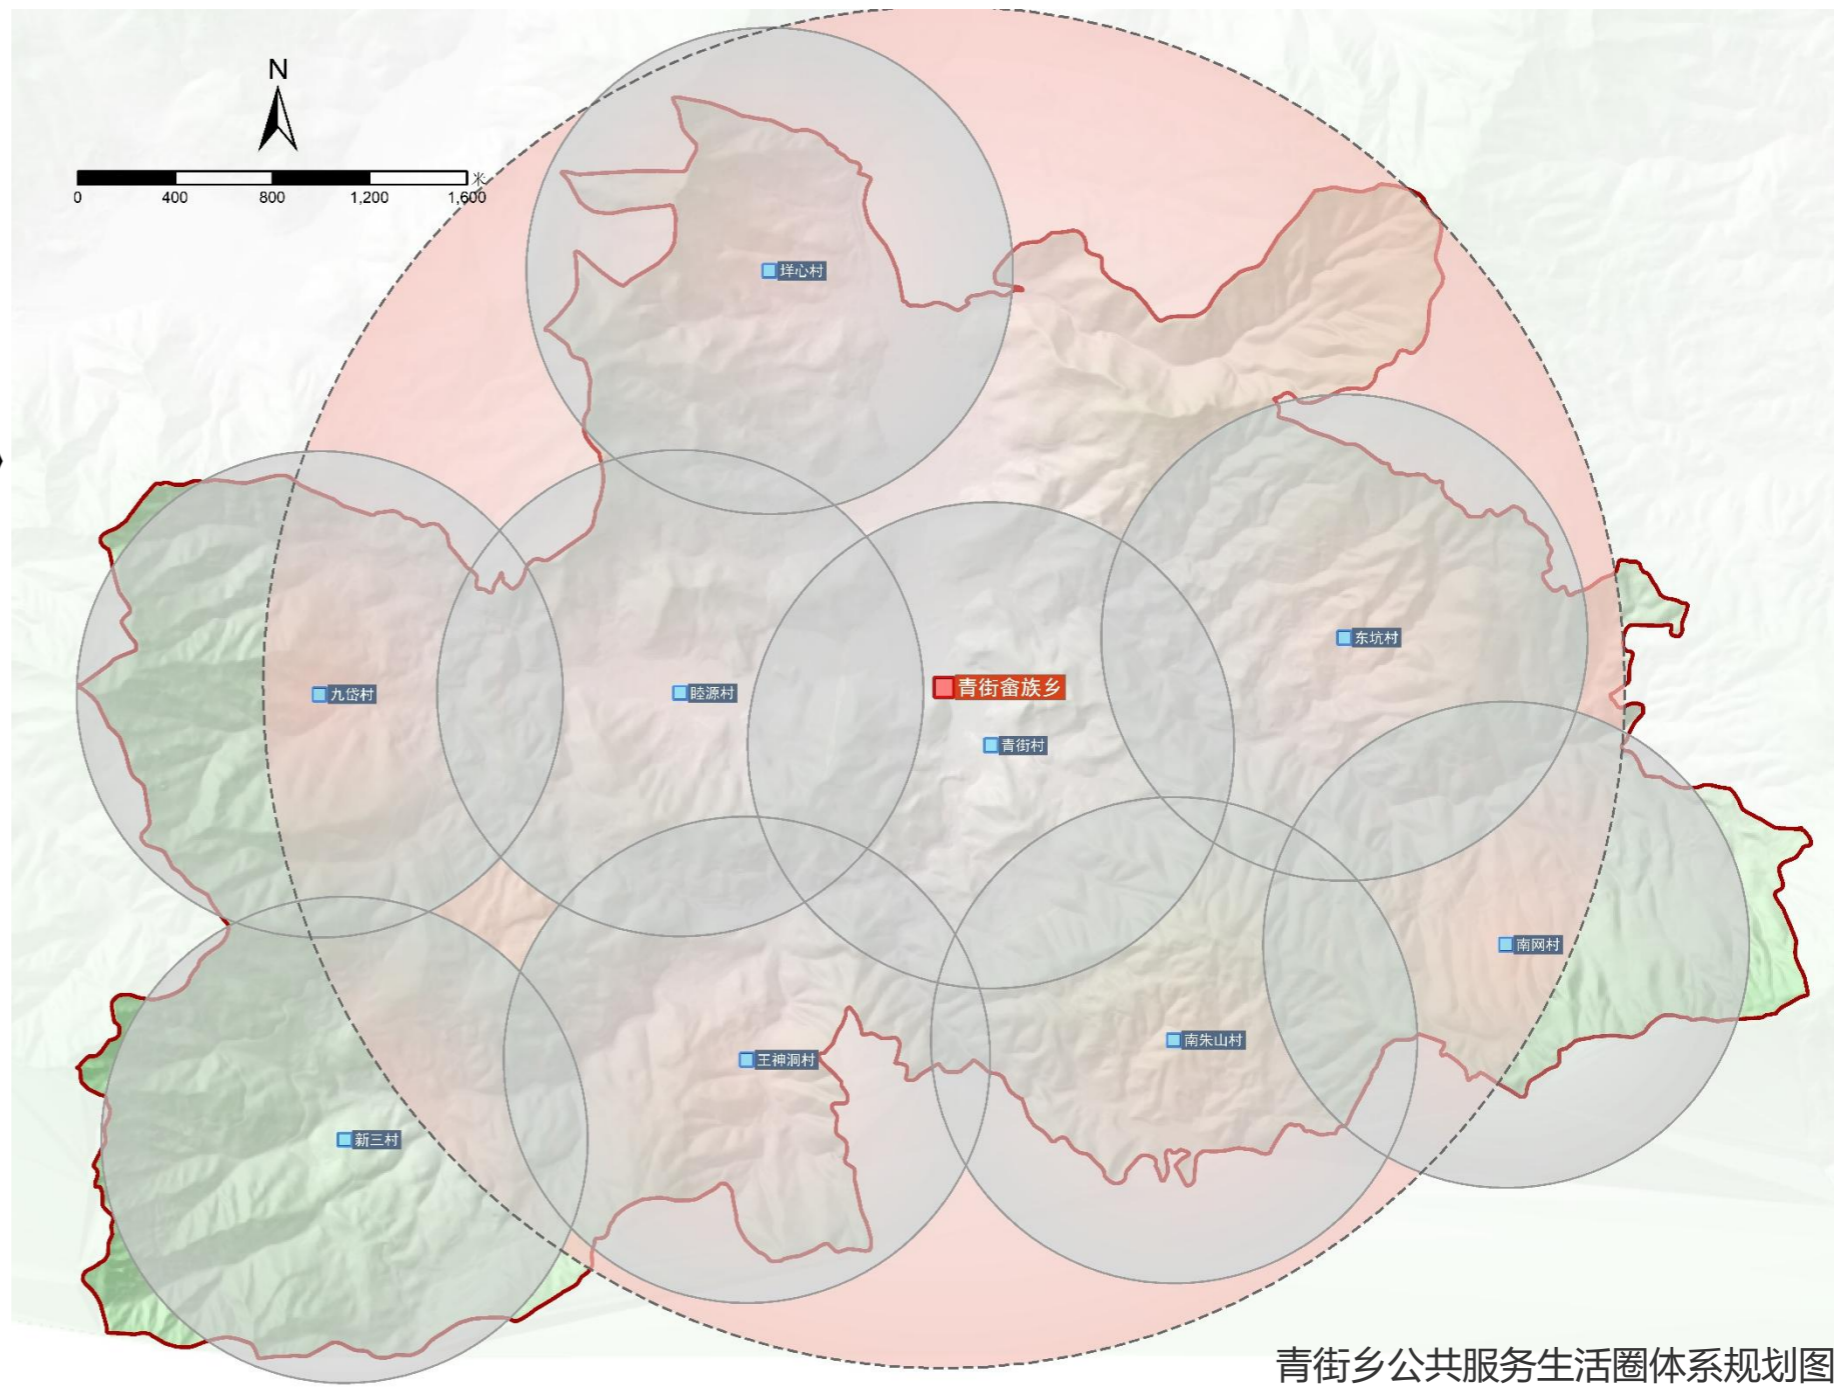 N
米
0 400 800 1,200 1,600
垟心村
东坑村
九岱村
睦源村
青街畲族乡
青街村
南网村
南朱山村
王神洞村
新三村
青街乡公共服务生活圈体系规划图